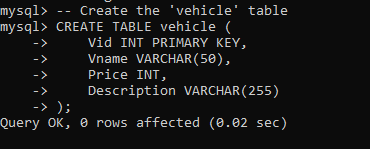 mysql> -- Create the 'vehicle' table
mysql> CREATE TABLE vehicle (
    ->     Vid INT PRIMARY KEY,
    ->     Vname VARCHAR(50),
    ->     Price INT,
    ->     Description VARCHAR(255)
    -> );
Query OK, 0 rows affected (0.02 sec)